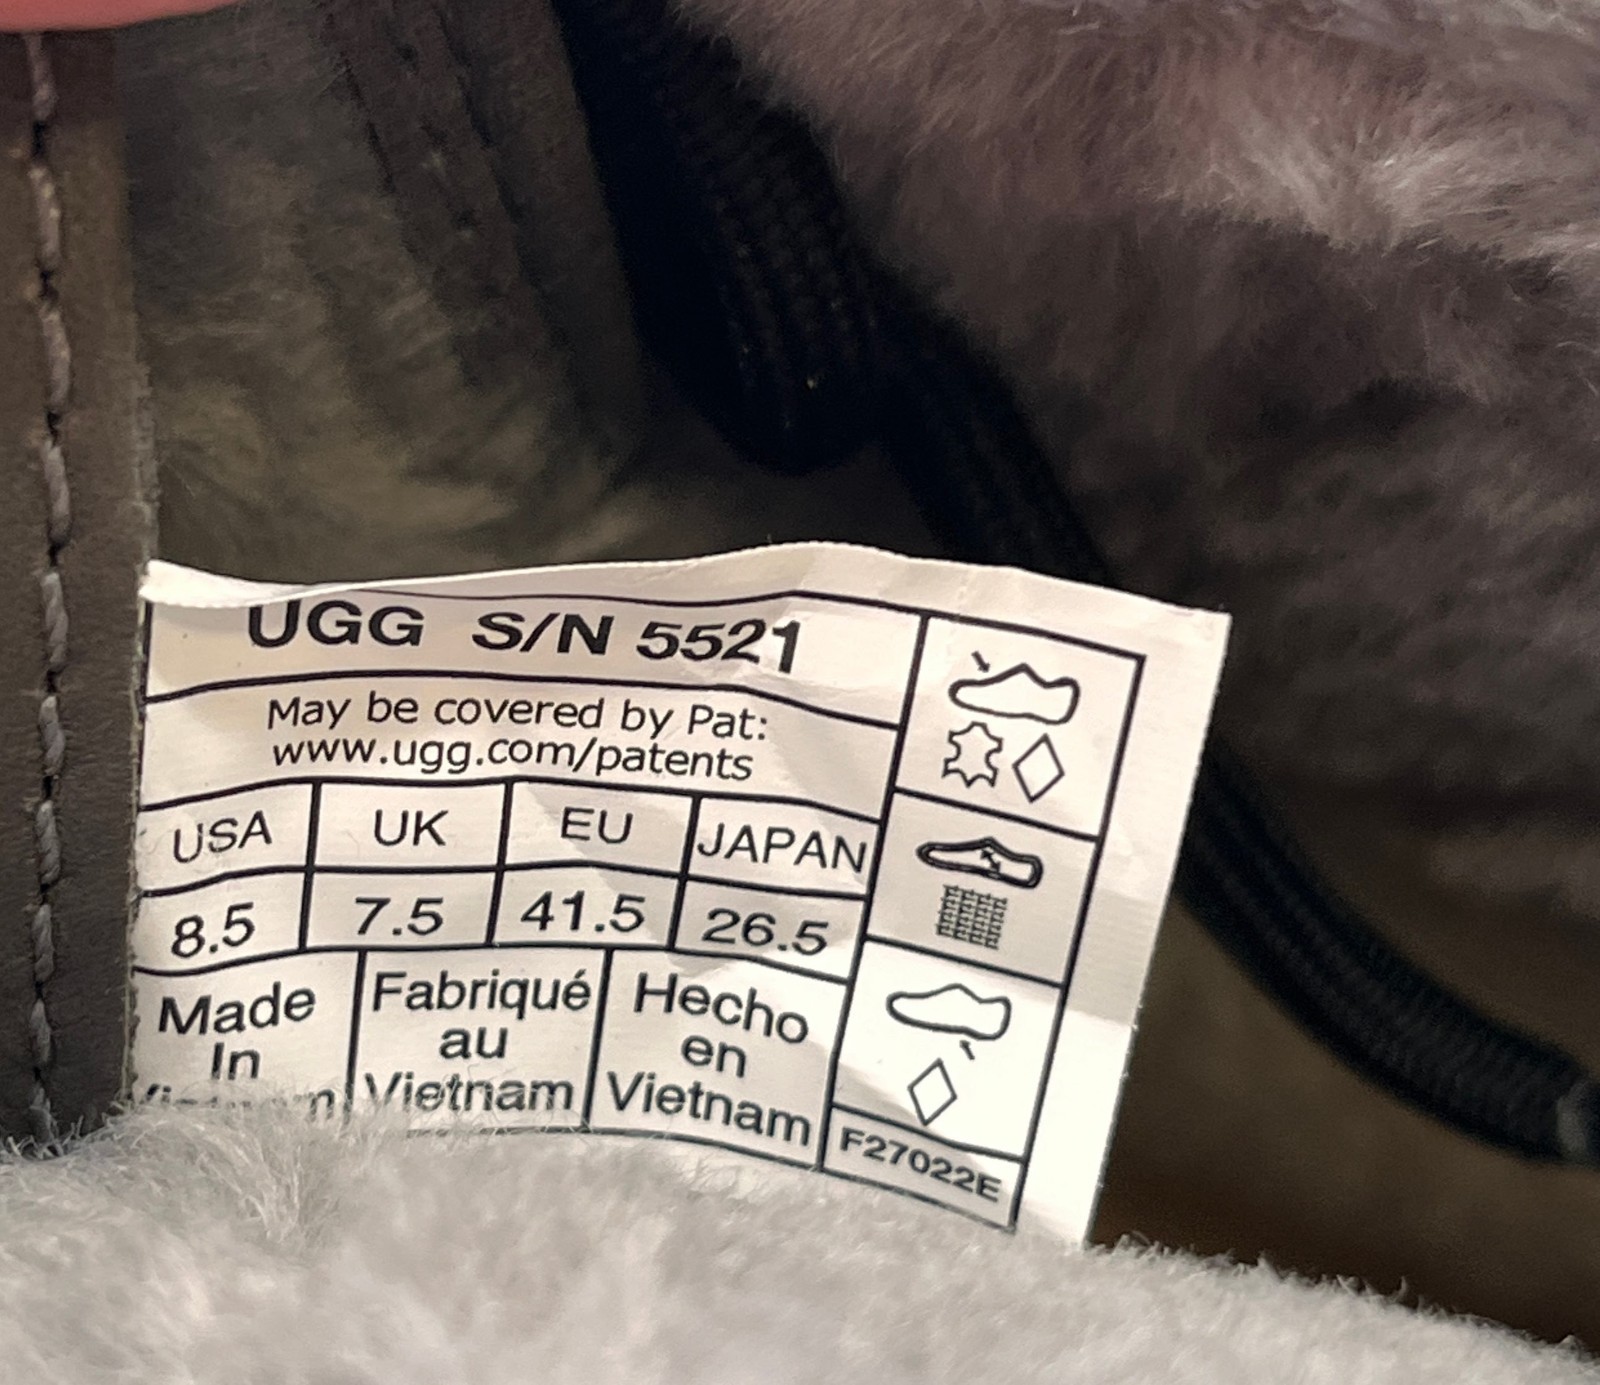 UGG S/N 5521
May be covered by Pat:
www.ugg.com/patents
USA UK EU JAPAN
8.5 7.5 41.5 26.5
Made
In
Fabriqué
au
Vietnam
Hecho
en
Vietnam
F27022E